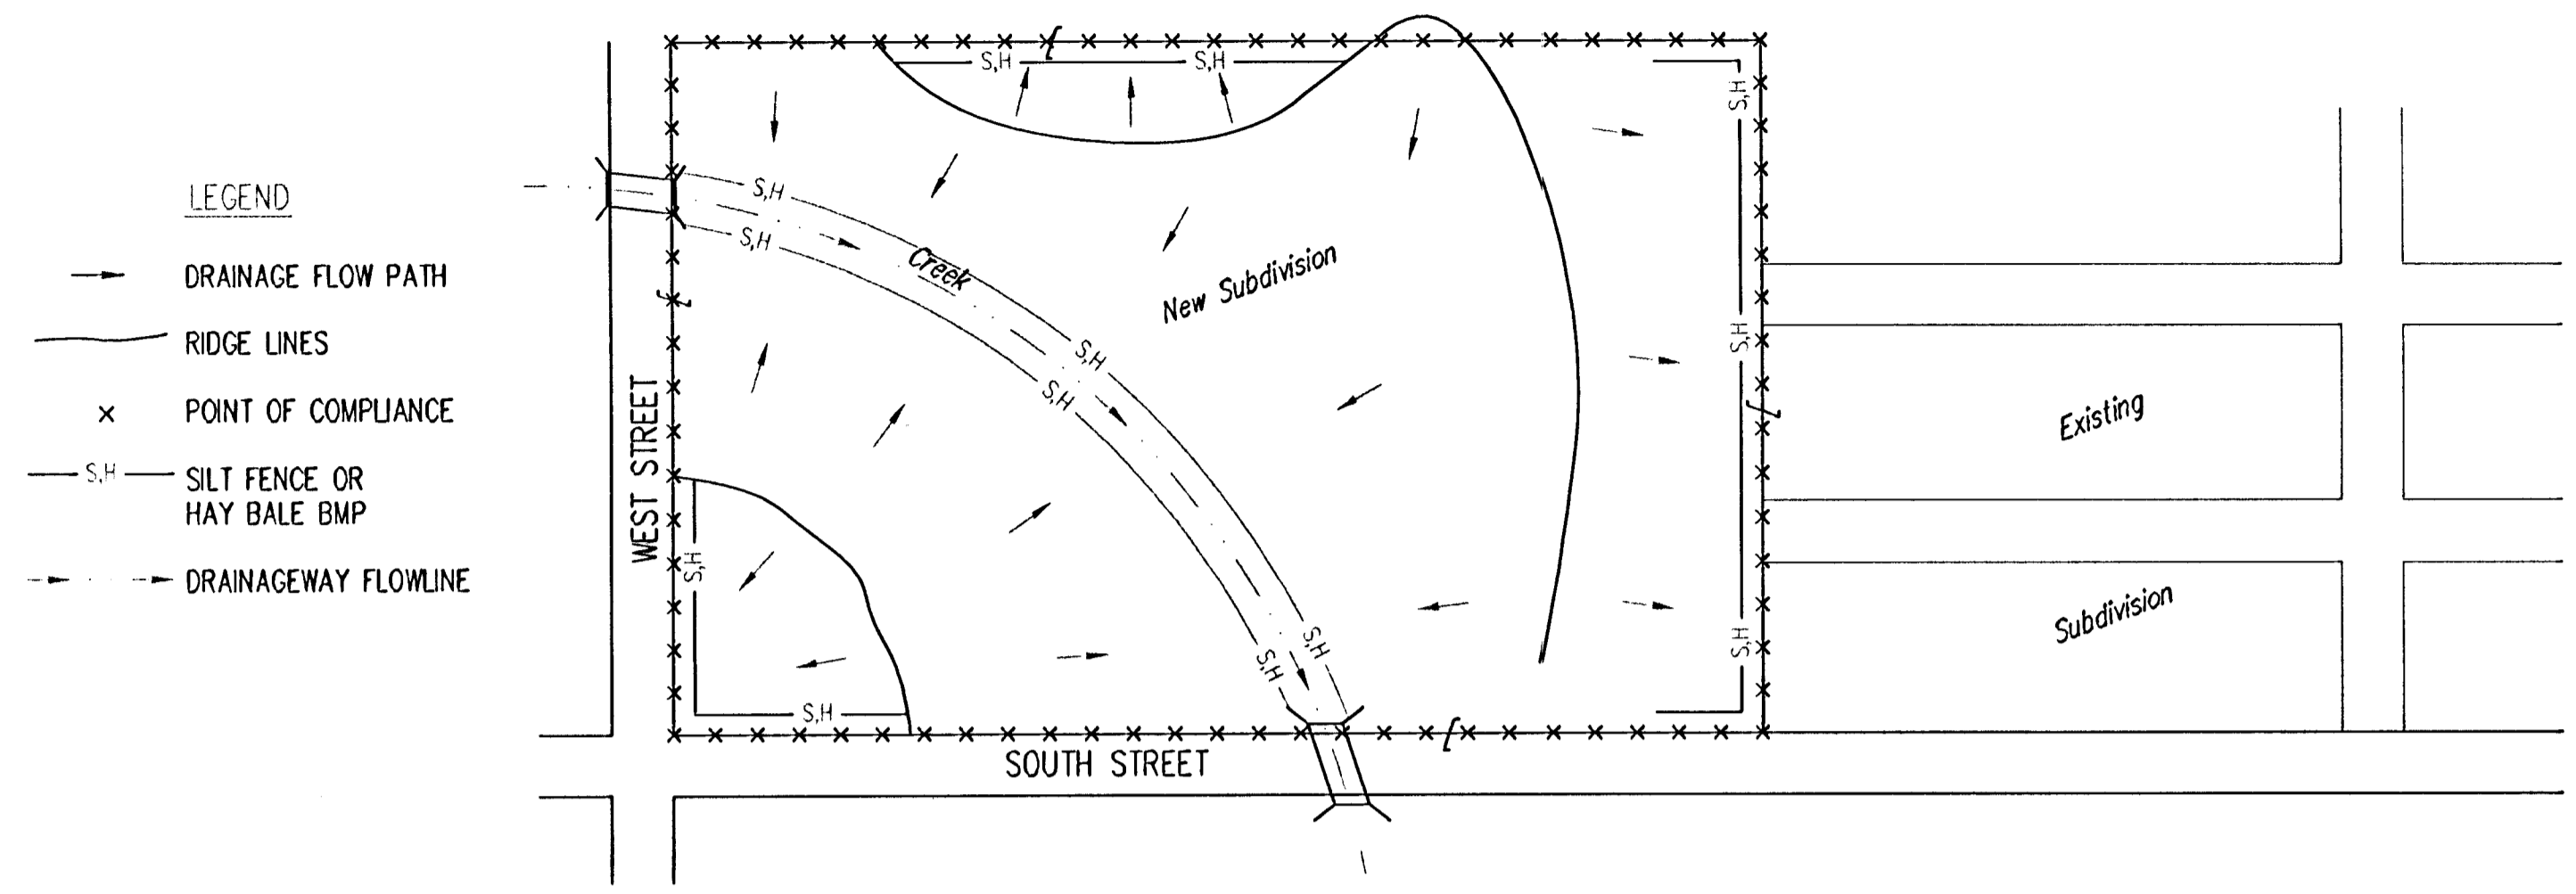 LEGEND
DRAINAGE FLOW PATH
RIDGE LINES
× POINT OF COMPLIANCE
S,H SILT FENCE OR
HAY BALE BMP
DRAINAGEWAY FLOWLINE
S,H S,H
S,H
S,H
S,H
Creek
New Subdivision
S,H
S,H
S,H
WEST STREET
Existing
Subdivision
S,H
S,H
S,H
S,H
S,H
SOUTH STREET